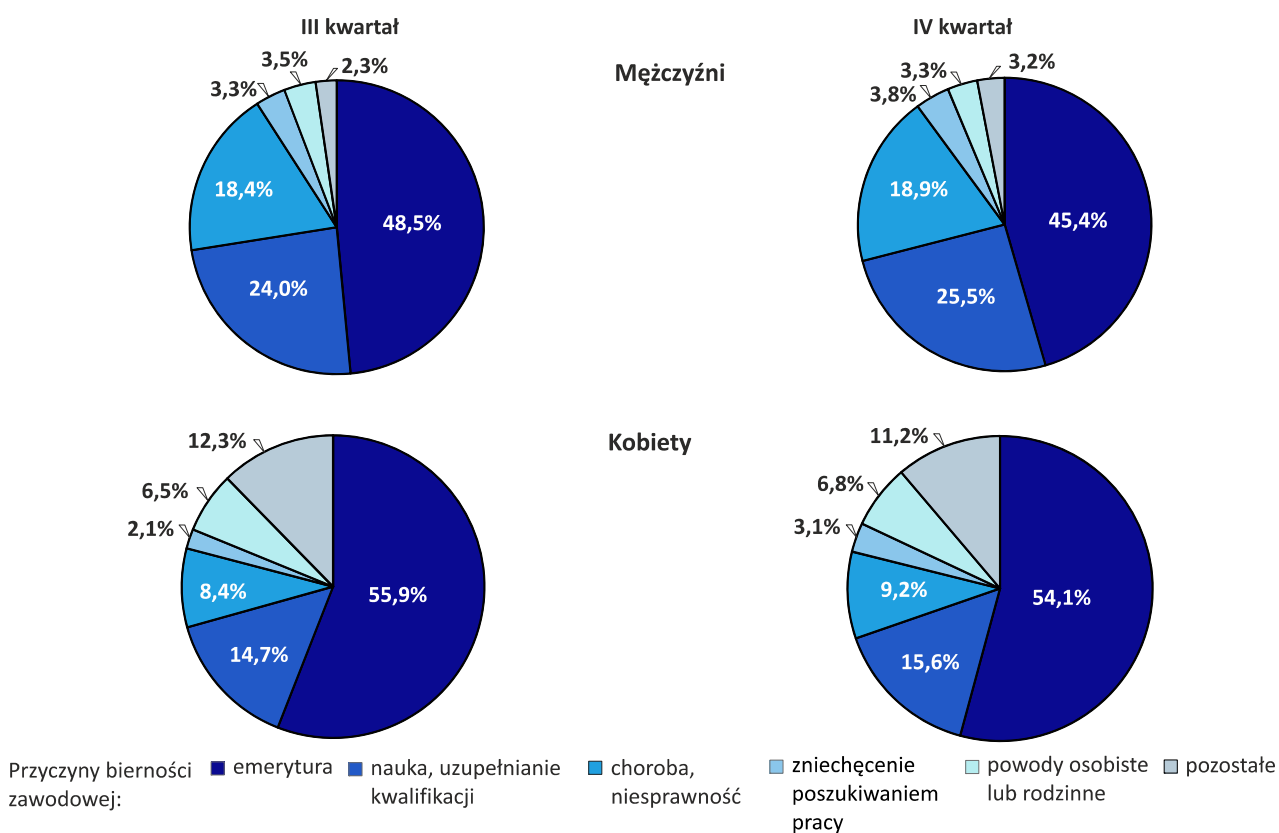 III kwartał
IV kwartał
Mężczyźni
3,5%
2,3%
3,3%
18,4%
48,5%
24,0%
3,2%
3,3%
3,8%
18,9%
45,4%
25,5%
Kobiety
12,3%
6,5%
2,1%
8,4%
55,9%
14,7%
11,2%
6,8%
3,1%
9,2%
54,1%
15,6%
Przyczyny bierności
zawodowej:
emerytura
nauka, uzupełnianie
kwalifikacji
choroba,
niesprawność
zniechęcenie
poszukiwaniem
pracy
powody osobiste
lub rodzinne
pozostałe